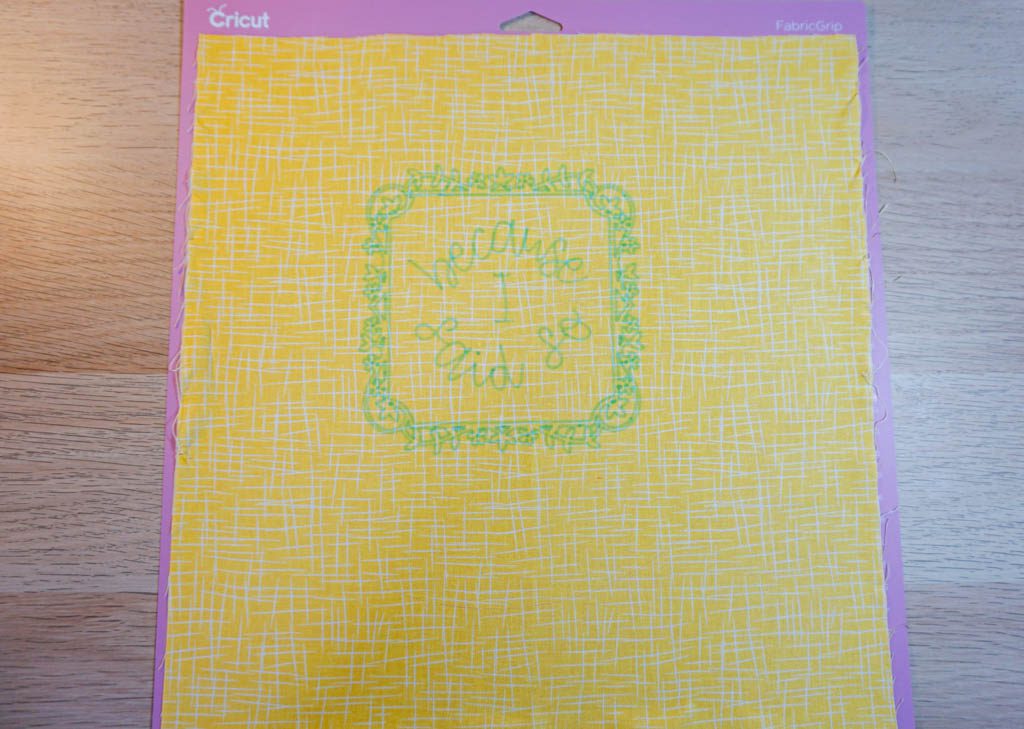 Cricut
FabricGrip
because
I
said so